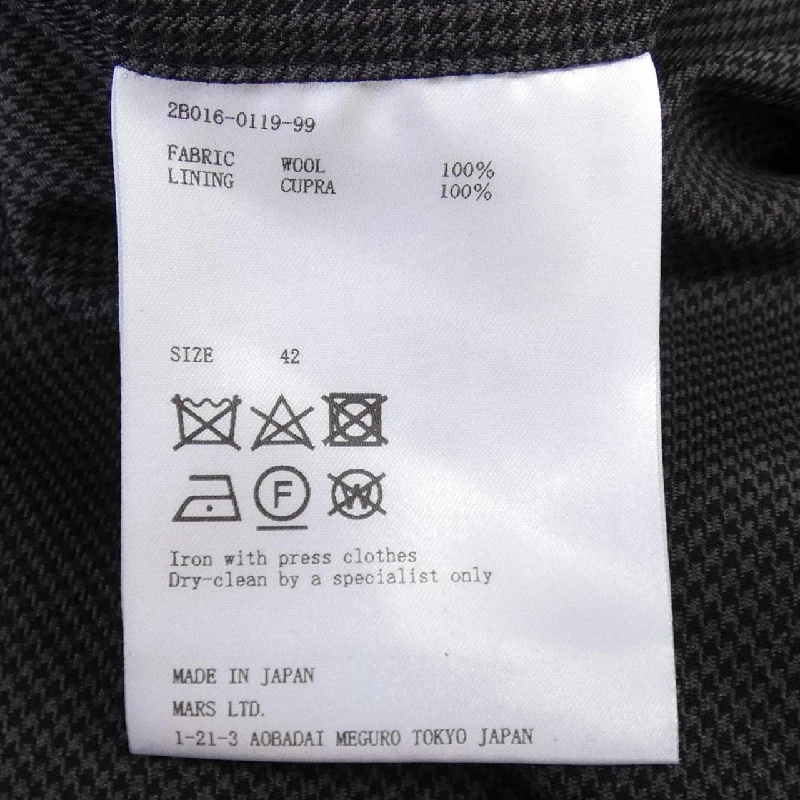 2B016-0119-99
FABRIC WOOL 100%
LINING CUPRA 100%
SIZE 42
F W
Iron with press clothes
Dry-clean by a specialist only
MADE IN JAPAN
MARS LTD.
1-21-3 AOBADAI MEGURO TOKYO JAPAN